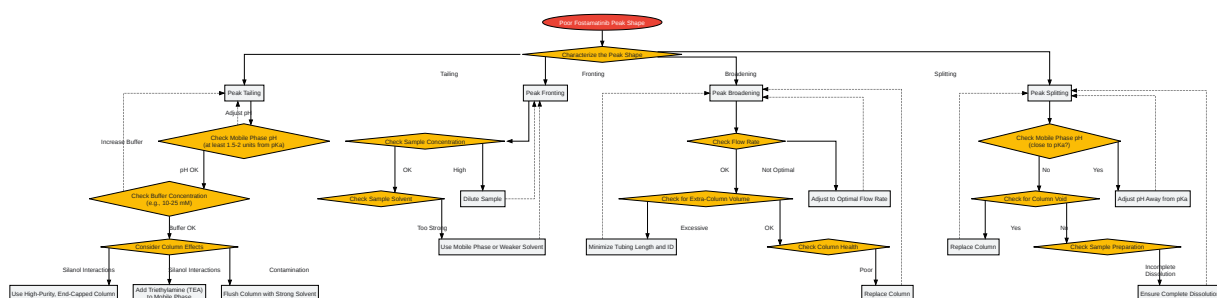 Poor Fostamatinib Peak Shape
Characterize the Peak Shape
Tailing
Fronting
Broadening
Splitting
Peak Tailing
Peak Fronting
Peak Broadening
Peak Splitting
Adjust pH
Increase Buffer
Check Mobile Phase pH
(at least 1.5-2 units from pKa)
Check Sample Concentration
Check Flow Rate
Check Mobile Phase pH
(close to pKa?)
pH OK
OK
High
OK
Not Optimal
No
Yes
Check Buffer Concentration
(e.g., 10-25 mM)
Check Sample Solvent
Dilute Sample
Check for Extra-Column Volume
Adjust to Optimal Flow Rate
Check for Column Void
Adjust pH Away from pKa
Buffer OK
Too Strong
Excessive
OK
Yes
No
Consider Column Effects
Use Mobile Phase or Weaker Solvent
Minimize Tubing Length and ID
Check Column Health
Replace Column
Check Sample Preparation
Silanol Interactions
Silanol Interactions
Contamination
Poor
Incomplete
Dissolution
Use High-Purity, End-Capped Column
Add Triethylamine (TEA)
to Mobile Phase
Flush Column with Strong Solvent
Replace Column
Ensure Complete Dissolution